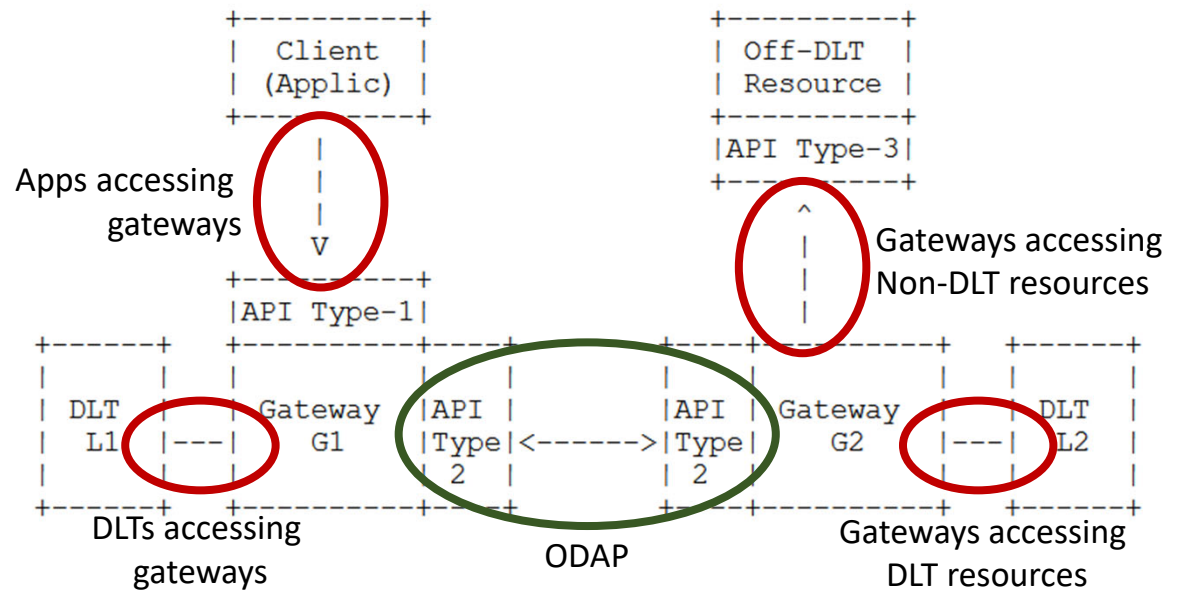 +----------+ +----------+
| Client | | Off-DLT |
| (Applic) | | Resource |
+----------+ +----------+
| |API Type-3|
Apps accessing | +----------+
gateways | ^
V | Gateways accessing
+----------+ | Non-DLT resources
|API Type-1| |
+------+ +----------+----+ +----+----------+ +------+
| | | | | | | | | |
| DLT | | Gateway |API | |API | Gateway | | DLT |
| L1 |---| G1 |Type|<------>|Type| G2 |---| L2 |
| | | | 2 | | 2 | | | |
+------+ +----------+----+ +----+----------+ +------+
DLTs accessing
gateways
ODAP
Gateways accessing
DLT resources